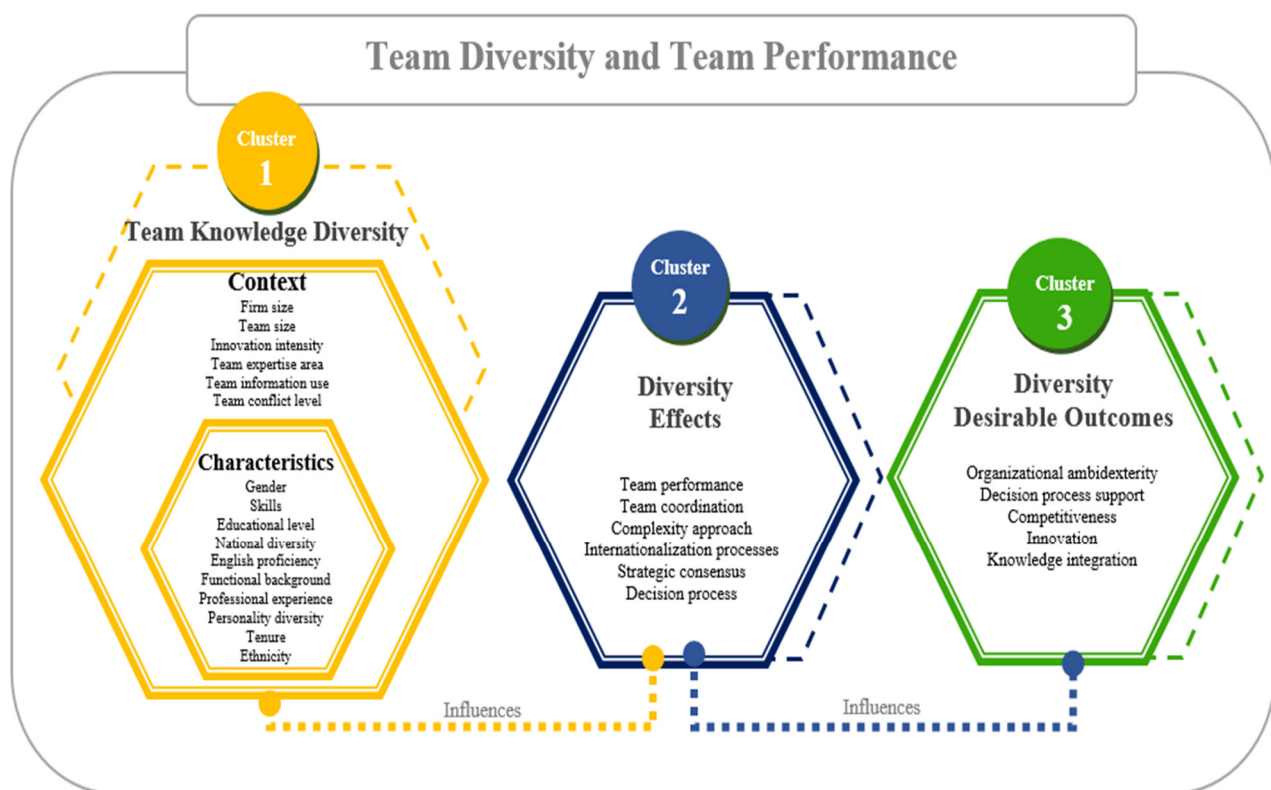 Team Diversity and Team Performance
Cluster
1
Team Knowledge Diversity
Context
Firm size
Team size
Innovation intensity
Team expertise area
Team information use
Team conflict level
Characteristics
Gender
Skills
Educational level
National diversity
English proficiency
Functional background
Professional experience
Personality diversity
Tenure
Ethnicity
Influences
Cluster
2
Diversity
Effects
Team performance
Team coordination
Complexity approach
Internationalization processes
Strategic consensus
Decision process
Influences
Cluster
3
Diversity
Desirable Outcomes
Organizational ambidexterity
Decision process support
Competitiveness
Innovation
Knowledge integration